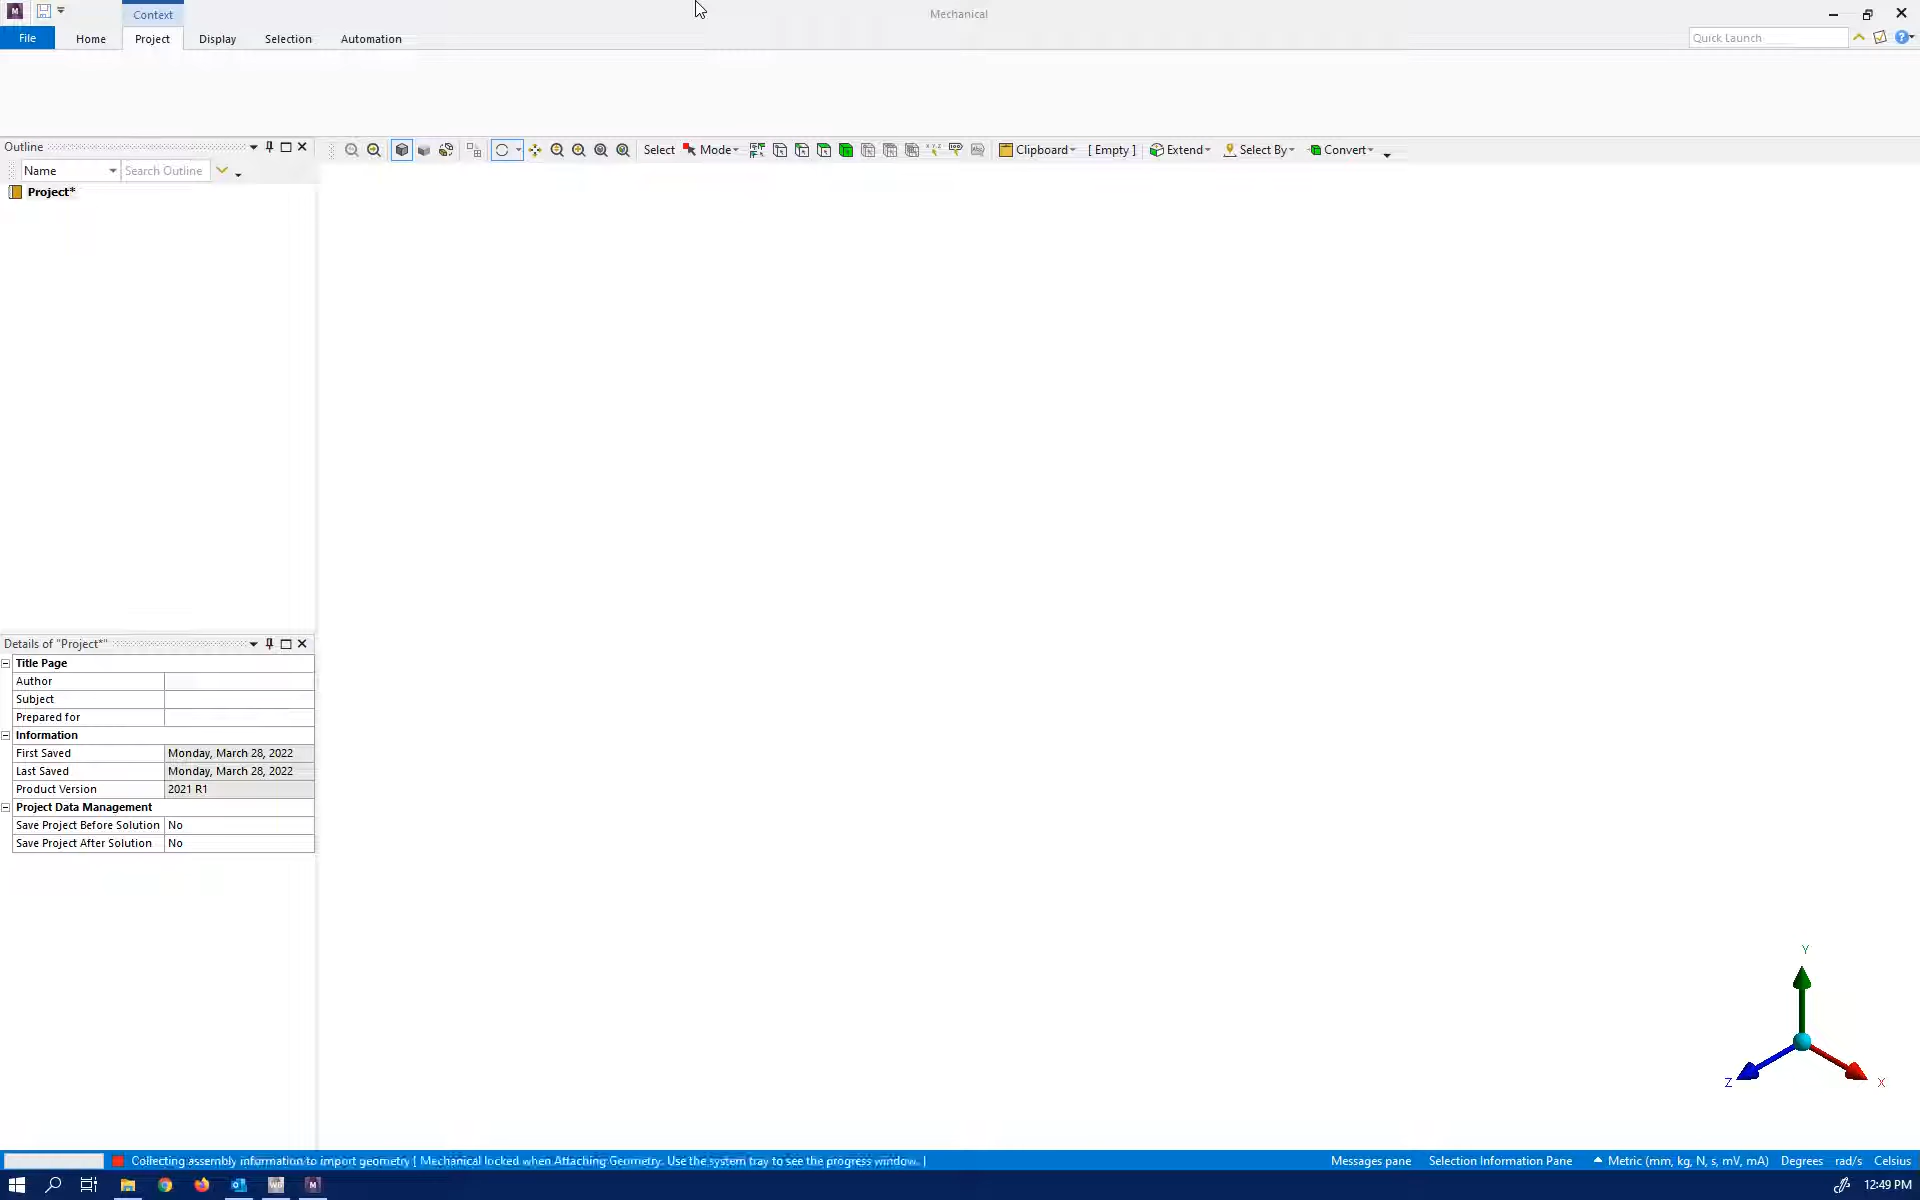 Context
Mechanical
File Home Project Display Selection Automation
Quick Launch
Outline
Select Mode Clipboard [ Empty ] Extend Select By Convert
Name Search Outline
Project*
Details of "Project*"
Title Page
Author
Subject
Prepared for
Information
First Saved Monday, March 28, 2022
Last Saved Monday, March 28, 2022
Product Version 2021 R1
Project Data Management
Save Project Before Solution No
Save Project After Solution No
Y
Z X
Collecting assembly information to import geometry [ Mechanical locked when Attaching Geometry. Use the system tray to see the progress window.. ] Messages pane Selection Information Pane Metric (mm, kg, N, s, mV, mA) Degrees rad/s Celsius
12:49 PM